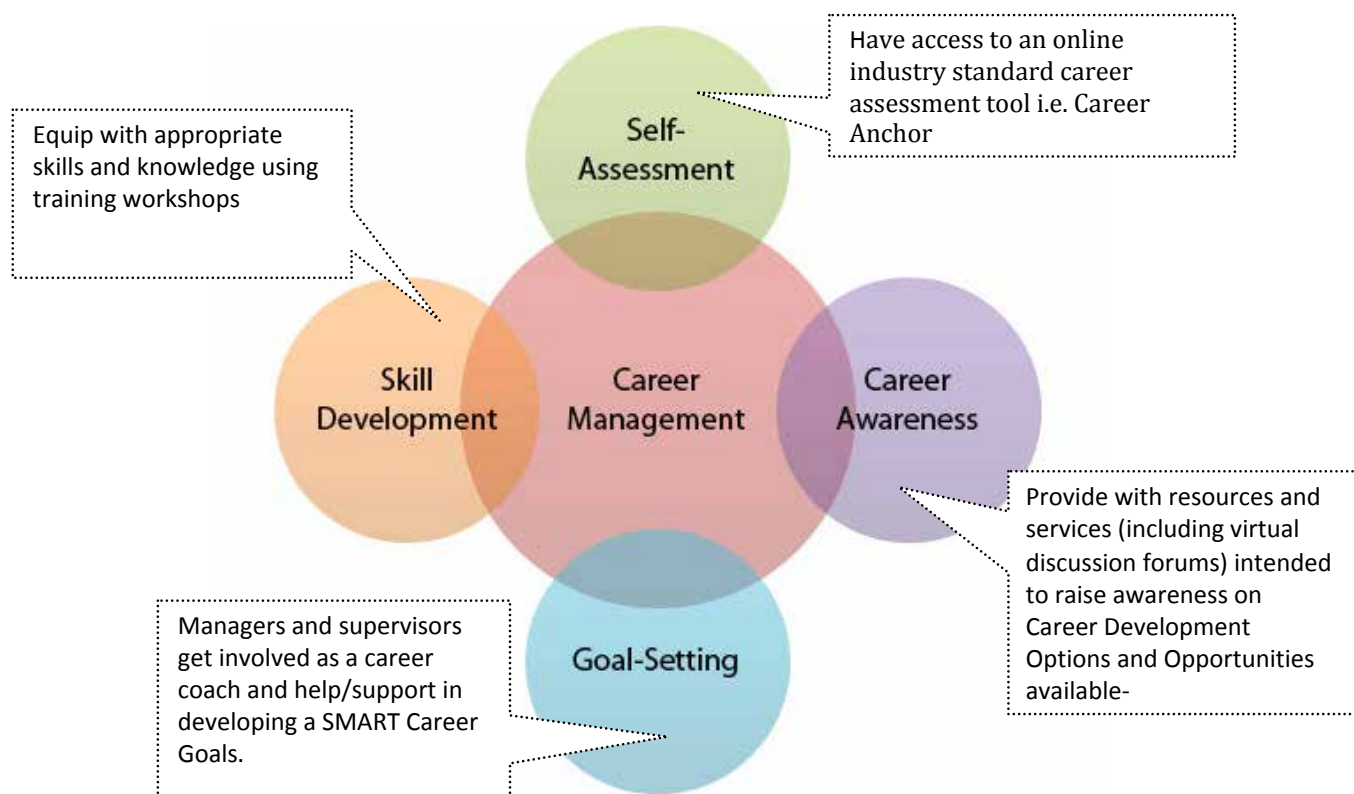 Have access to an online
industry standard career
assessment tool i.e. Career
Anchor
Equip with appropriate
skills and knowledge using
training workshops
Self-
Assessment
Skill
Development
Career
Management
Career
Awareness
Provide with resources and
services (including virtual
discussion forums) intended
to raise awareness on
Career Development
Options and Opportunities
available-
Managers and supervisors
get involved as a career
coach and help/support in
developing a SMART Career
Goals.
Goal-Setting